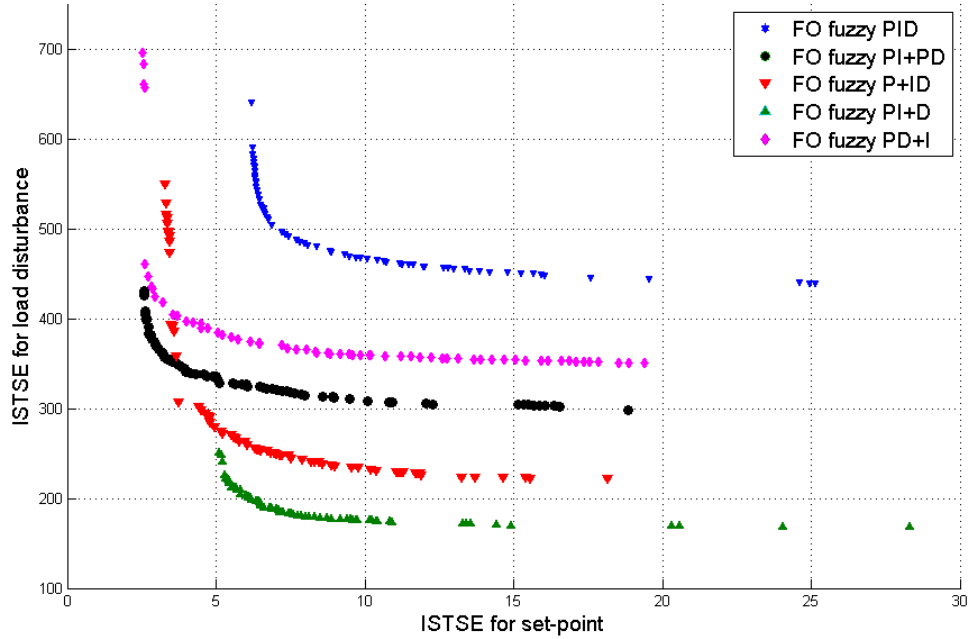 700
600
500
400
300
200
100
0
5
10
15
20
25
30
ISTSE for load disturbance
ISTSE for set-point
FO fuzzy PID
FO fuzzy PI+PD
FO fuzzy P+ID
FO fuzzy PI+D
FO fuzzy PD+I